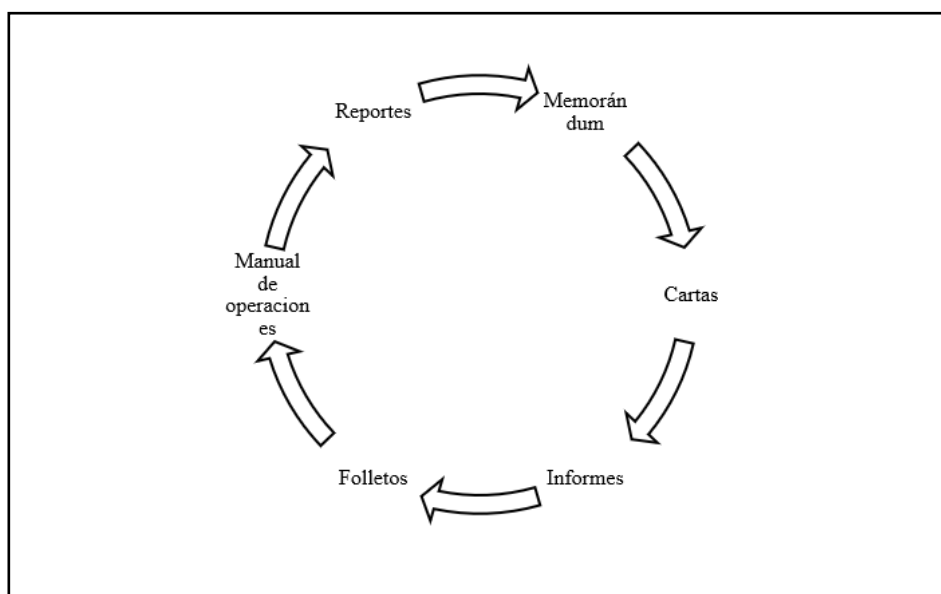 Reportes
Memorán
dum
Cartas
Informes
Folletos
Manual
de
operacion
es